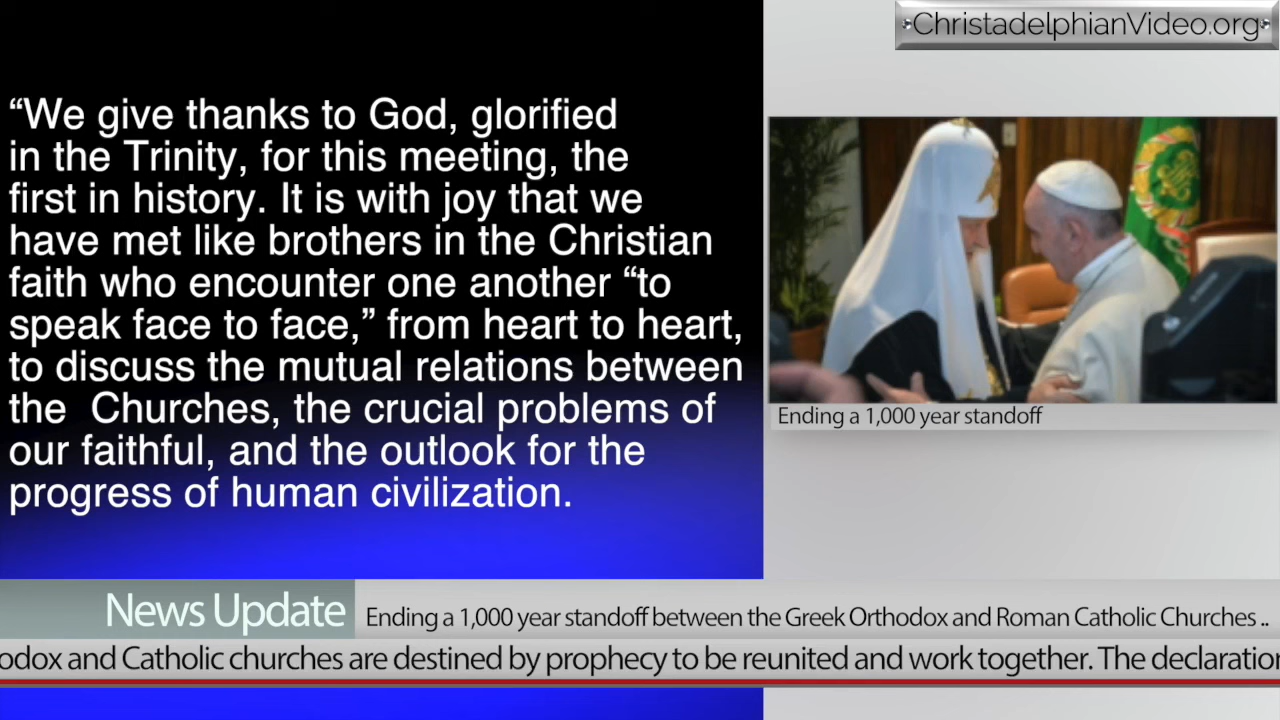 ChristadelphianVideo.org
“We give thanks to God, glorified
in the Trinity, for this meeting, the
first in history. It is with joy that we
have met like brothers in the Christian
faith who encounter one another “to
speak face to face,” from heart to heart,
to discuss the mutual relations between
the  Churches, the crucial problems of
our faithful, and the outlook for the
progress of human civilization.
Ending a 1,000 year standoff
News Update
Ending a 1,000 year standoff between the Greek Orthodox and Roman Catholic Churches ..
odox and Catholic churches are destined by prophecy to be reunited and work together. The declaration